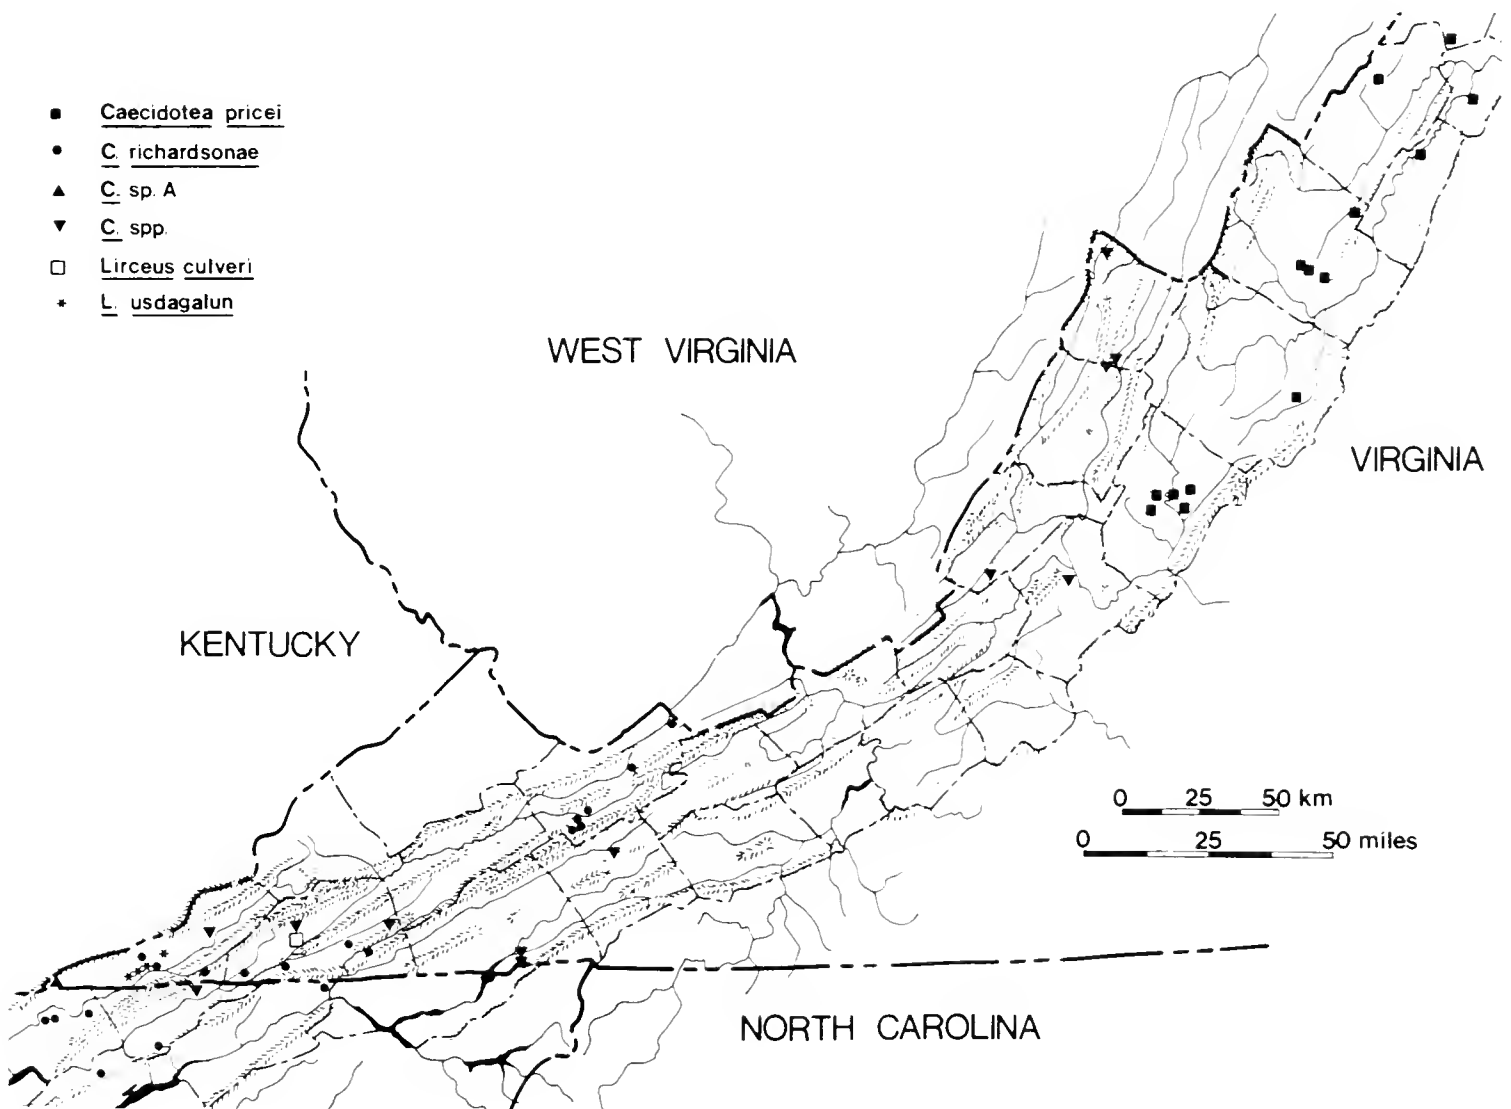 Caecidotea pricei
C. richardsonae
C. sp. A
C. spp.
Lirceus culveri
L. usdagalun
WEST VIRGINIA
VIRGINIA
KENTUCKY
0 25 50 km
0 25 50 miles
NORTH CAROLINA